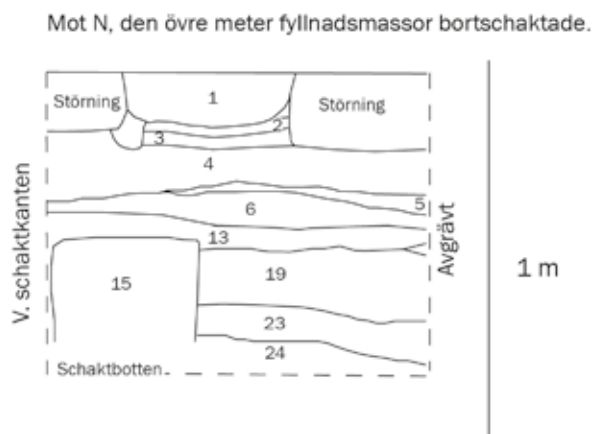 Mot N, den övre meter fyllnadsmassor bortschaktade.
Störning
1
Störning
2
3
4
5
6
13
15
19
23
24
V. schaktkanten
Avgrävt
1 m
Schaktbotten